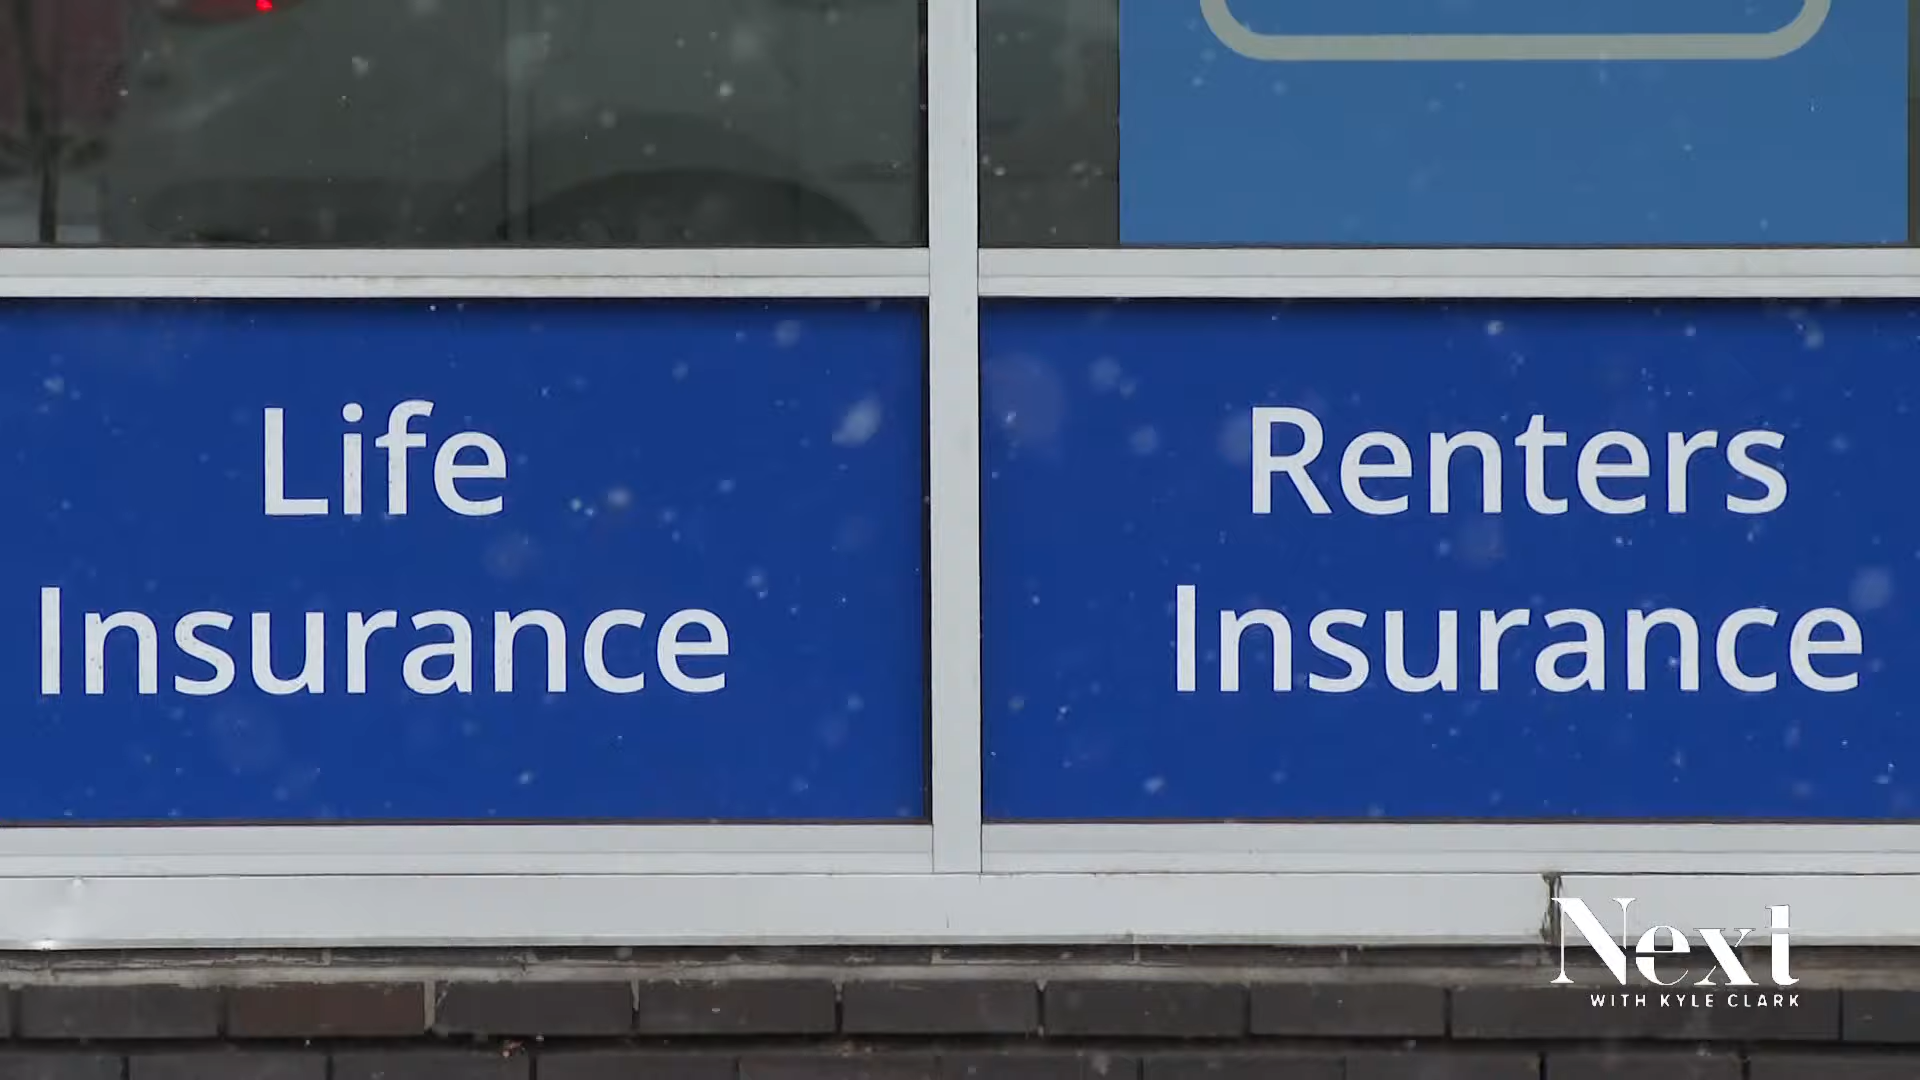 Life
Insurance
Renters
Insurance
Next
WITH KYLE CLARK